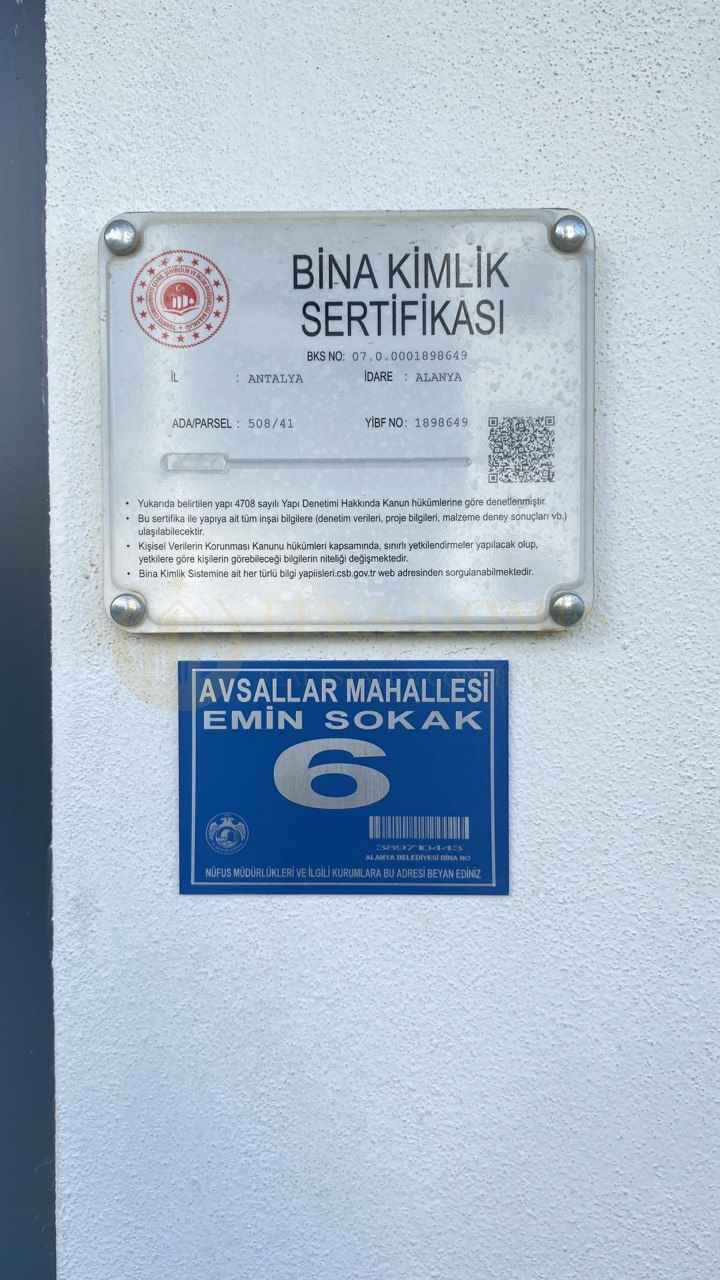 BİNA KİMLİK
SERTİFİKASI
BKS NO: 07.0.0001898649
İL : ANTALYA İDARE : ALANYA
ADA/PARSEL : 508/41 YİBF NO : 1898649
• Yukarıda belirtilen yapı 4708 sayılı Yapı Denetimi Hakkında Kanun hükümlerine göre denetlenmiştir.
• Bu sertifika ile yapıya ait tüm inşai bilgilere (denetim verileri, proje bilgileri, malzeme deney sonuçları vb.)
ulaşılabilecektir.
• Kişisel Verilerin Korunması Kanunu hükümleri kapsamında, sınırlı yetkilendirmeler yapılacak olup,
yetkilere göre kişilerin görebileceği bilgilerin niteliği değişmektedir.
• Bina Kimlik Sistemine ait her türlü bilgi yapiisleri.csb.gov.tr web adresinden sorgulanabilmektedir.
AVSALLAR MAHALLESİ
EMİN SOKAK
6
389710443
ALANYA BELEDİYESİ BİNA NO
NÜFUS MÜDÜRLÜKLERİ VE İLGİLİ KURUMLARA BU ADRESİ BEYAN EDİNİZ